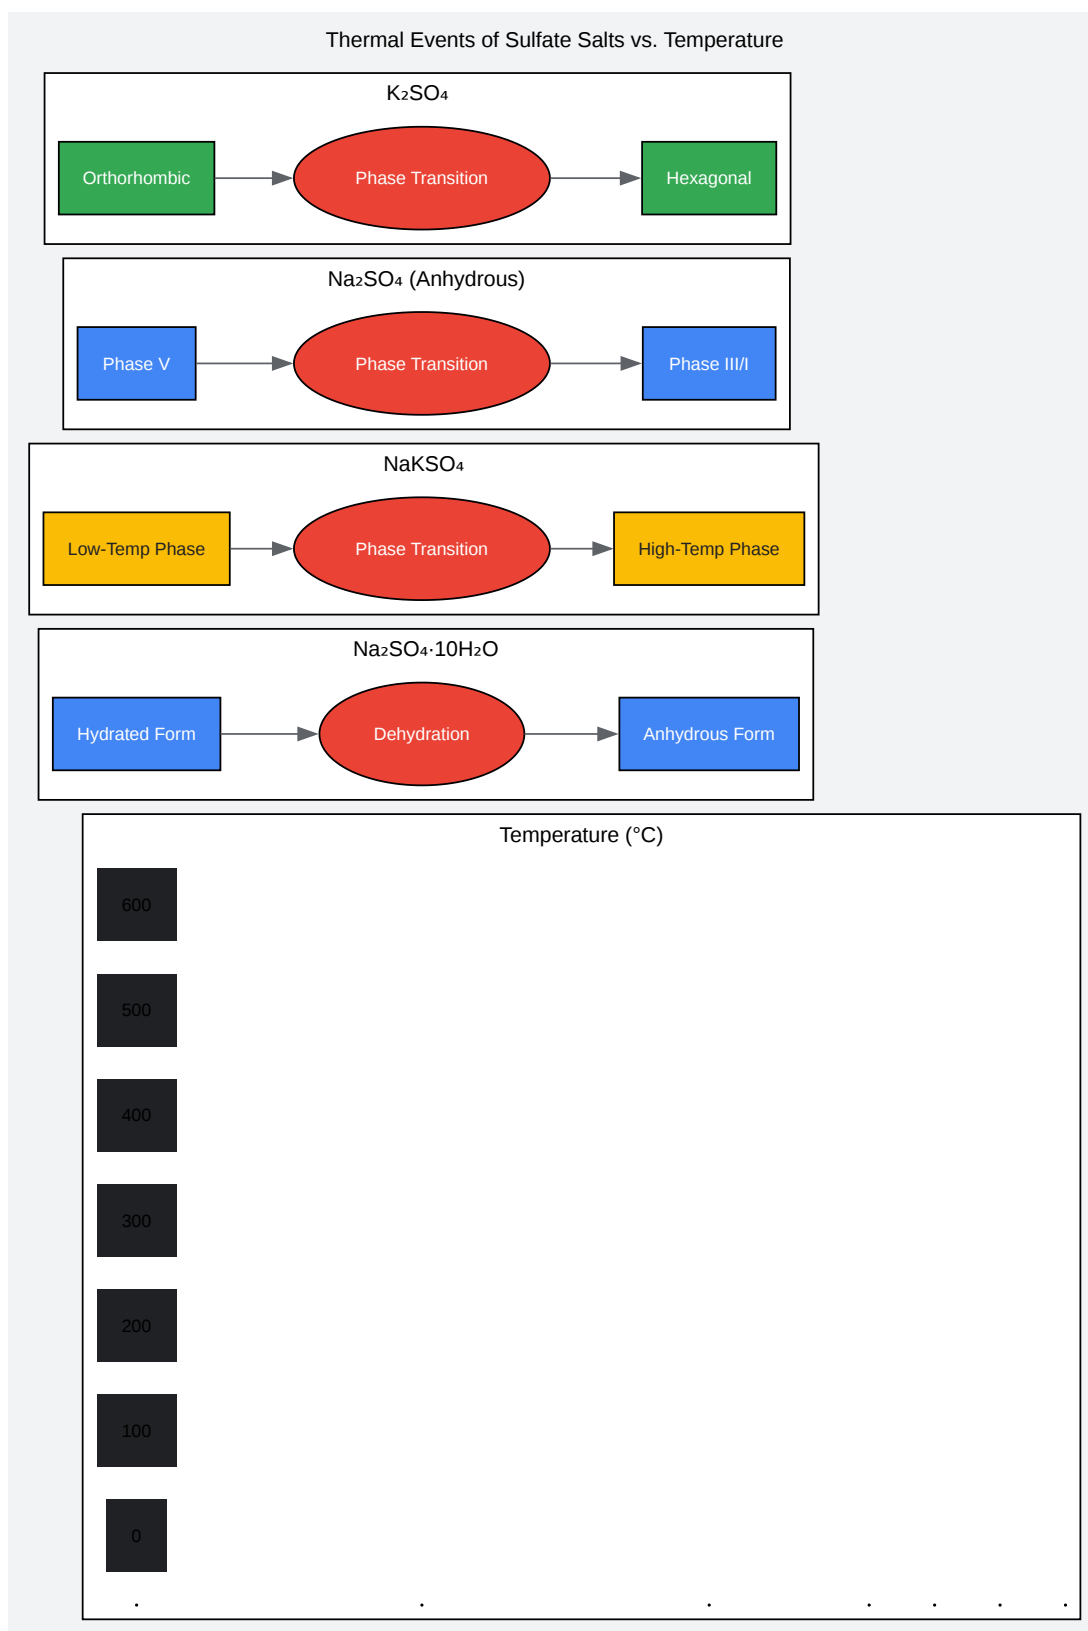 Thermal Events of Sulfate Salts vs. Temperature
K₂SO₄
Orthorhombic
Phase Transition
Hexagonal
Na₂SO₄ (Anhydrous)
Phase V
Phase Transition
Phase III/I
NaKSO₄
Low-Temp Phase
Phase Transition
High-Temp Phase
Na₂SO₄·10H₂O
Hydrated Form
Dehydration
Anhydrous Form
Temperature (°C)
600
500
400
300
200
100
0